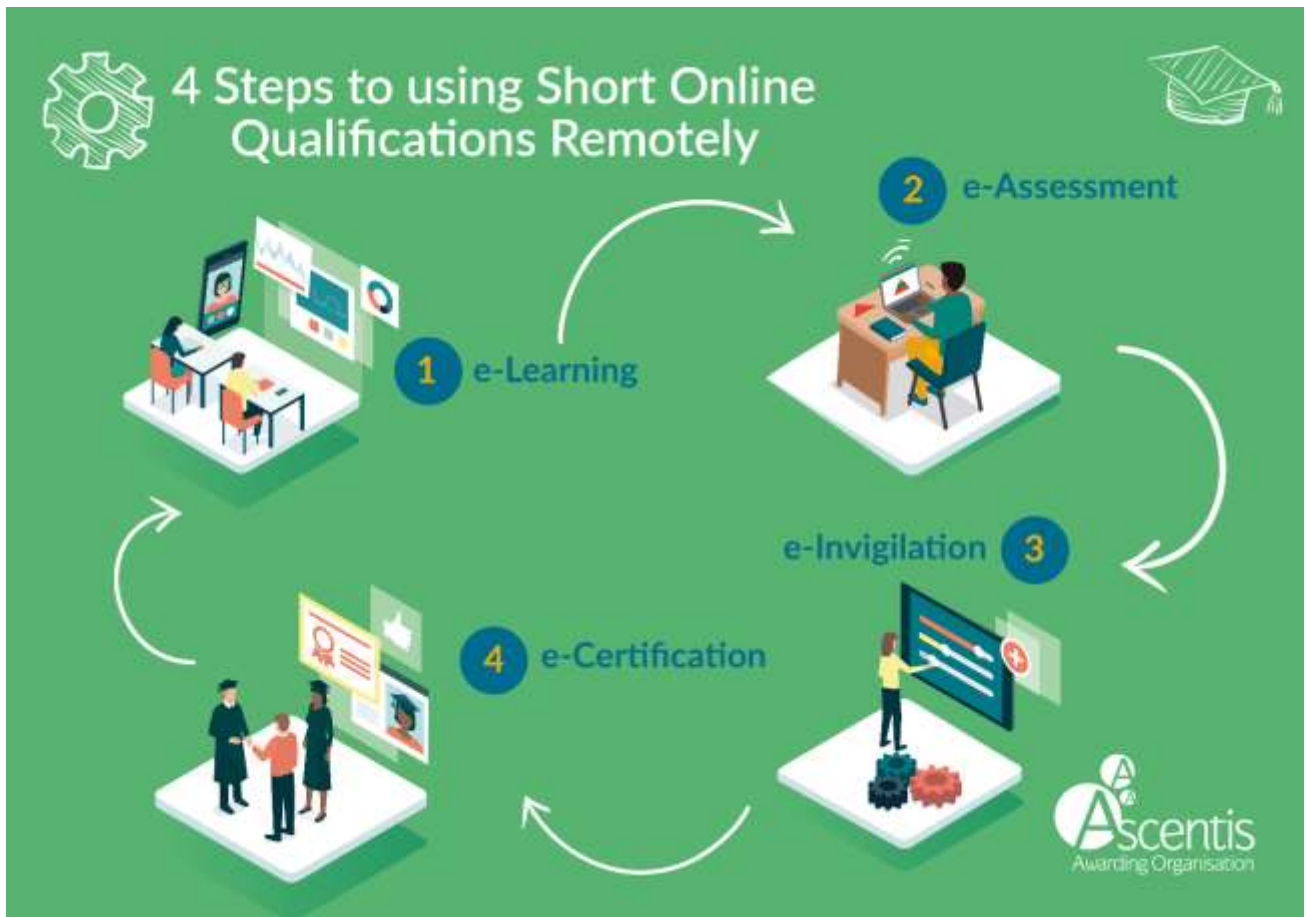 4 Steps to using Short Online
Qualifications Remotely
2 e-Assessment
1 e-Learning
e-Invigilation 3
4 e-Certification
A
A
Ascentis
Awarding Organisation